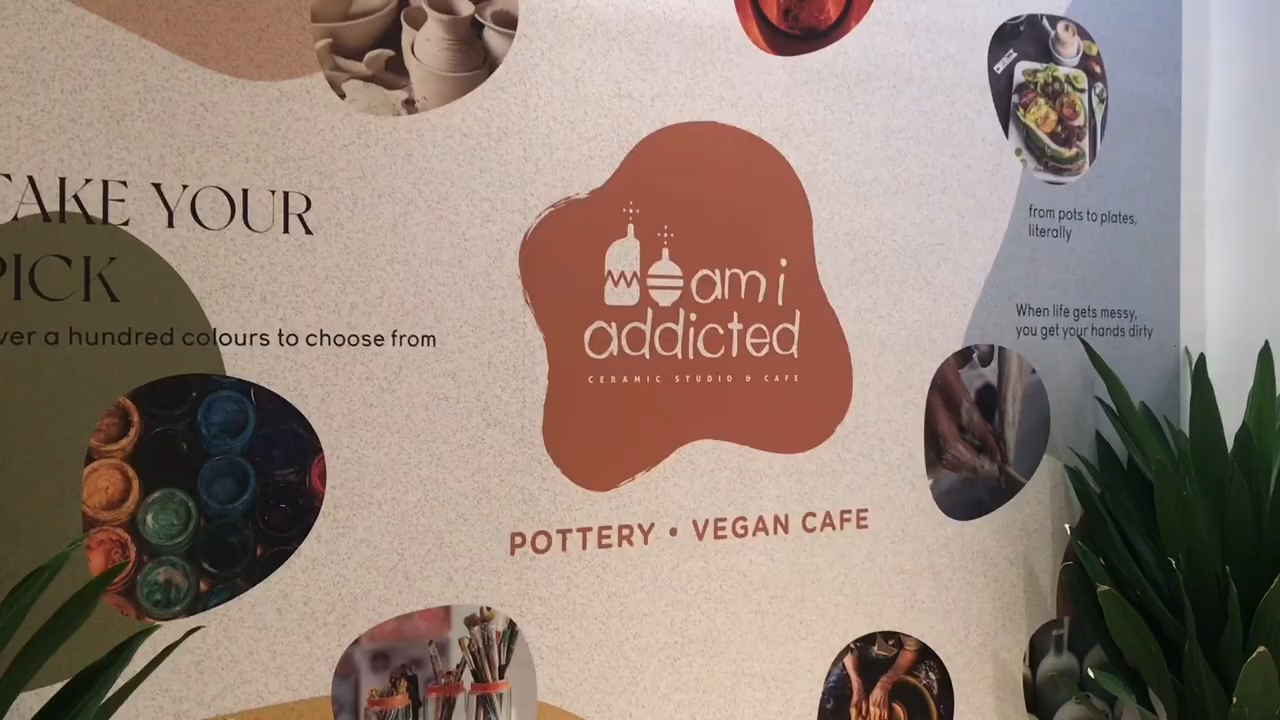 TAKE YOUR
PICK
over a hundred colours to choose from
am i
addicted
CERAMIC STUDIO & CAFE
POTTERY • VEGAN CAFE
from pots to plates,
literally
When life gets messy,
you get your hands dirty